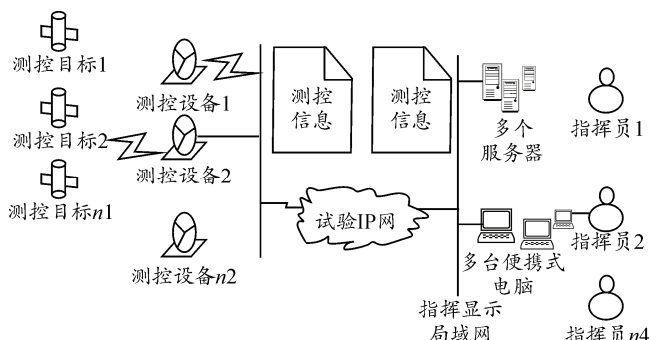 测控目标1
测控目标2
测控目标n1
测控设备1
测控设备2
测控设备n2
测控
信息
测控
信息
试验IP网
多个
服务器
多台便携式
电脑
指挥显示
局域网
指挥员1
指挥员2
指挥员n4